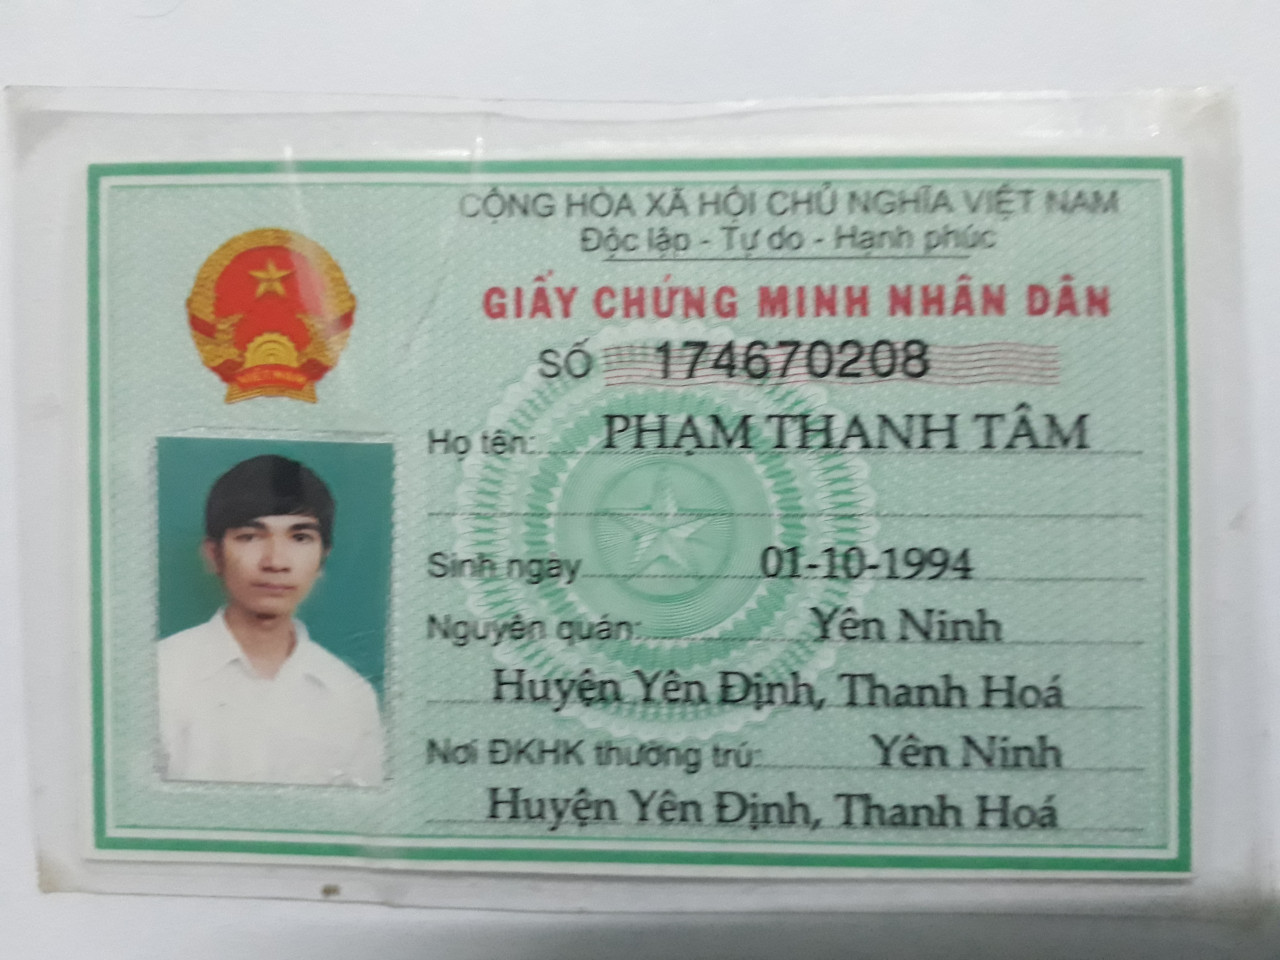 CỘNG HÒA XÃ HỘI CHỦ NGHĨA VIỆT NAM
Độc lập - Tự do - Hạnh phúc
GIẤY CHỨNG MINH NHÂN DÂN
SỐ 174670208
Họ tên: PHẠM THANH TÂM
Sinh ngày 01-10-1994
Nguyên quán: Yên Ninh
Huyện Yên Định, Thanh Hoá
Nơi ĐKHK thường trú: Yên Ninh
Huyện Yên Định, Thanh Hoá
VIỆT NAM